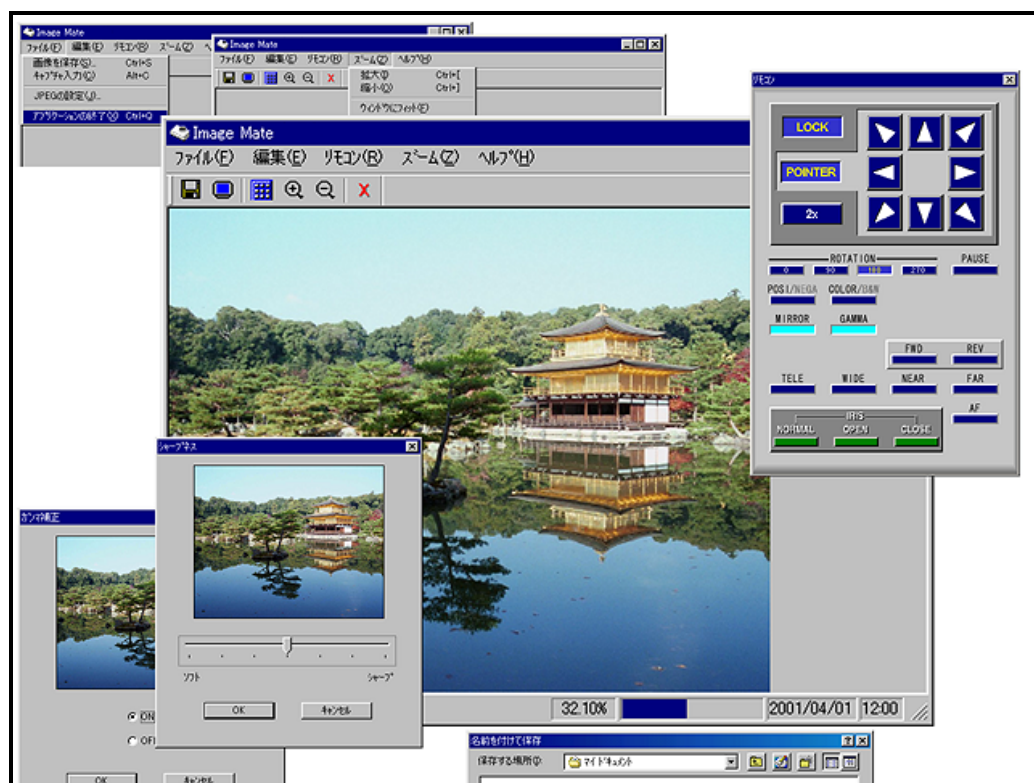 Image Mate
ファイル(F) 編集(E) リモコン(R) ズーム(Z)
画像を保存(S)... Ctrl+S
キャプチャ入力(C) Alt+C
JPEGの設定(J)...
アプリケーションの終了(X) Ctrl+Q
Image Mate
ファイル(F) 編集(E) リモコン(R) ズーム(Z) ヘルプ(H)
拡大(I) Ctrl+[
縮小(O) Ctrl+]
ウィンドウにフィット(F)
Image Mate
ファイル(F) 編集(E) リモコン(R) ズーム(Z) ヘルプ(H)
32.10% 2001/04/01 12:00
リモコン
LOCK
POINTER
2x
ROTATION PAUSE
0 90 180 270
POSI/NEGA COLOR/B&W
MIRROR GAMMA
FWD REV
TELE WIDE NEAR FAR
IRIS AF
NORMAL OPEN CLOSE
シャープネス
ソフト シャープ
OK キャンセル
ガンマ補正
ON
OF
OK キャンセル
名前を付けて保存
保存する場所(I): マイ ドキュメント